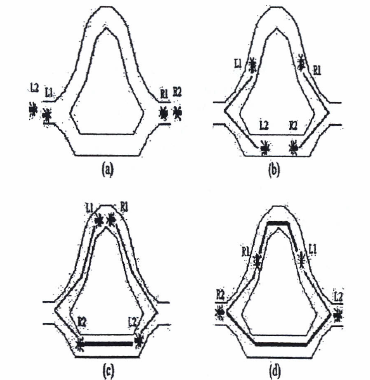 L2 L1 R1 R2
(a)
L1 R1
L2 R2
(b)
L1 R1
R2 L2
(c)
R1 L1
R2 L2
(d)